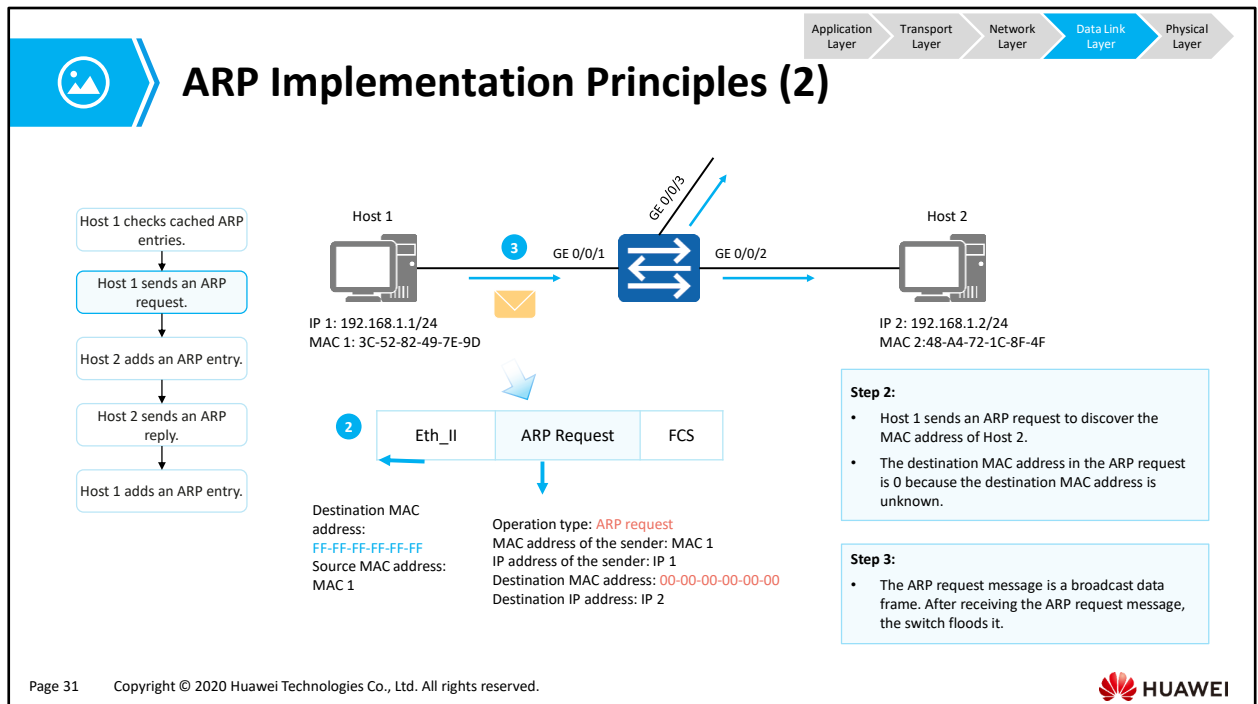 Application
Layer
Transport
Layer
Network
Layer
Data Link
Layer
Physical
Layer
ARP Implementation Principles (2)
Host 1 checks cached ARP
entries.
Host 1 sends an ARP
request.
Host 2 adds an ARP entry.
Host 2 sends an ARP
reply.
Host 1 adds an ARP entry.
Host 1
3
GE 0/0/1
GE 0/0/3
GE 0/0/2
Host 2
IP 1: 192.168.1.1/24
MAC 1: 3C-52-82-49-7E-9D
IP 2: 192.168.1.2/24
MAC 2:48-A4-72-1C-8F-4F
2
Eth_II
ARP Request
FCS
Destination MAC
address:
FF-FF-FF-FF-FF-FF
Source MAC address:
MAC 1
Operation type: ARP request
MAC address of the sender: MAC 1
IP address of the sender: IP 1
Destination MAC address: 00-00-00-00-00-00
Destination IP address: IP 2
Step 2:
• Host 1 sends an ARP request to discover the
MAC address of Host 2.
• The destination MAC address in the ARP request
is 0 because the destination MAC address is
unknown.
Step 3:
• The ARP request message is a broadcast data
frame. After receiving the ARP request message,
the switch floods it.
Page 31 Copyright © 2020 Huawei Technologies Co., Ltd. All rights reserved.
HUAWEI